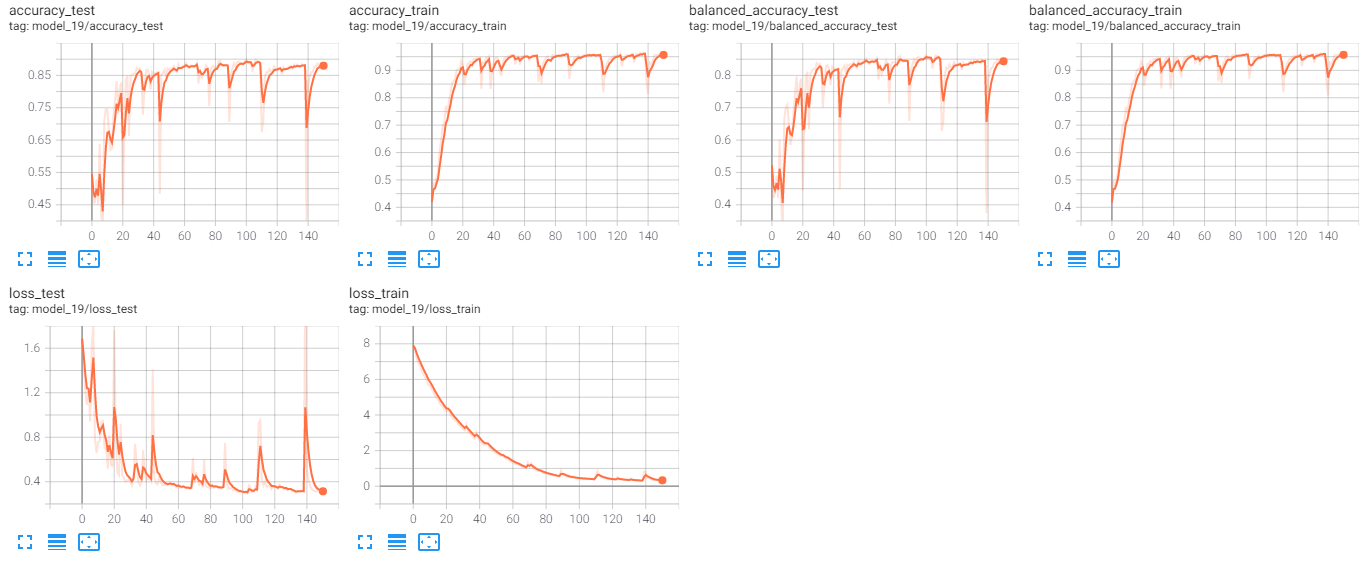 accuracy_test
tag: model_19/accuracy_test
0.85
0.75
0.65
0.55
0.45
0 20 40 60 80 100 120 140
accuracy_train
tag: model_19/accuracy_train
0.9
0.8
0.7
0.6
0.5
0.4
0 20 40 60 80 100 120 140
balanced_accuracy_test
tag: model_19/balanced_accuracy_test
0.8
0.7
0.6
0.5
0.4
0 20 40 60 80 100 120 140
balanced_accuracy_train
tag: model_19/balanced_accuracy_train
0.9
0.8
0.7
0.6
0.5
0.4
0 20 40 60 80 100 120 140
loss_test
tag: model_19/loss_test
1.6
1.2
0.8
0.4
0 20 40 60 80 100 120 140
loss_train
tag: model_19/loss_train
8
6
4
2
0
0 20 40 60 80 100 120 140